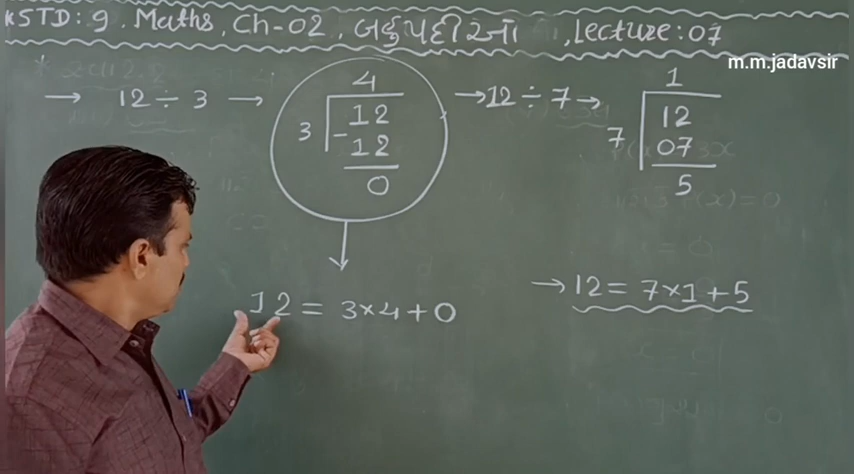 STD: 9. Maths, Ch-02, બહુપદીઓ, Lecture: 07
m.m.jadavsir
→ 12 ÷ 3 →
4
3
12
- 12
0
→ 12 ÷ 7 →
1
7
12
07
5
12 = 3×4+0
→ 12 = 7×1+5